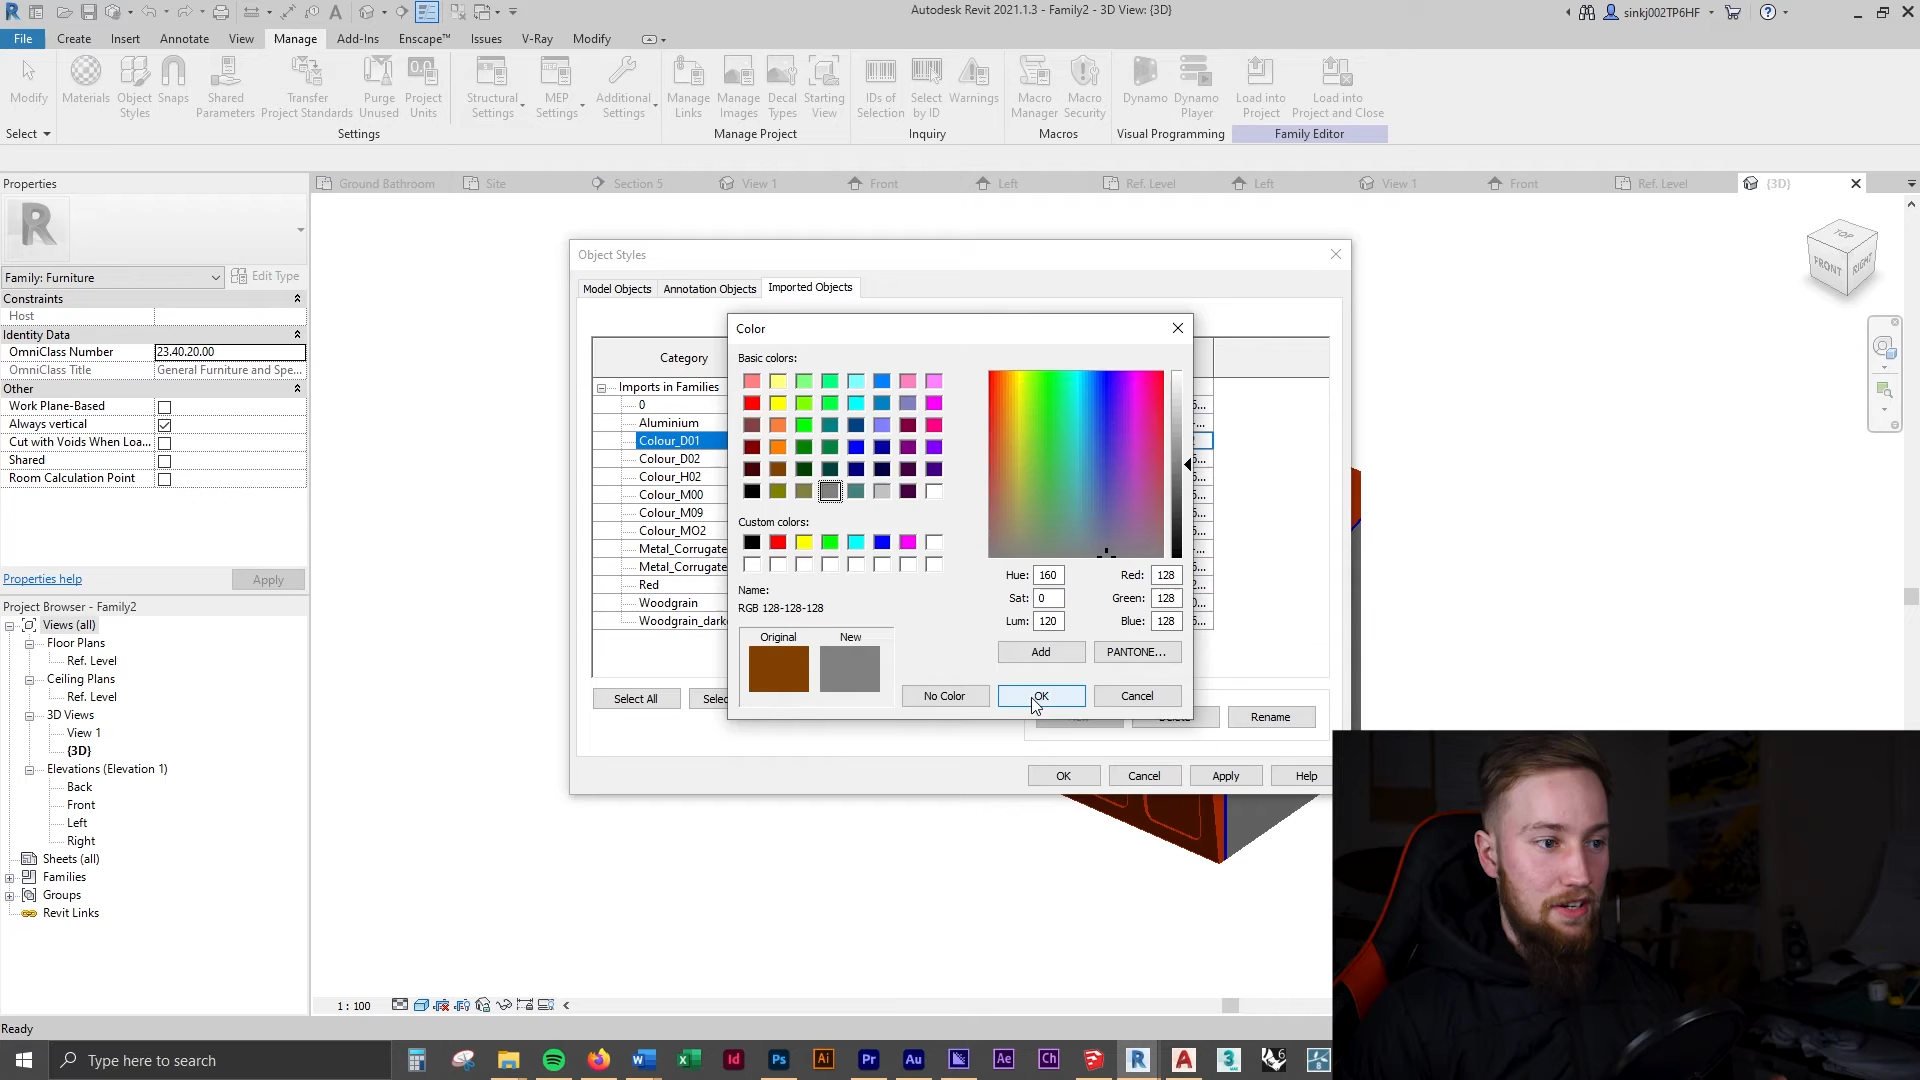 Autodesk Revit 2021.1.3 - Family2 - 3D View: {3D}
sinkj002TP6HF
File Create Insert Annotate View Manage Add-Ins Enscape™ Issues V-Ray Modify
Modify
Materials
Object Styles
Snaps
Shared Parameters
Transfer Project Standards
Purge Unused
Project Units
Structural Settings
MEP Settings
Additional Settings
Manage Links
Manage Images
Decal Types
Starting View
IDs of Selection
Select by ID
Warnings
Macro Manager
Macro Security
Dynamo
Dynamo Player
Load into Project
Load into Project and Close
Select Settings Manage Project Inquiry Macros Visual Programming Family Editor
Properties
Ground Bathroom Site Section 5 View 1 Front Left Ref. Level Left View 1 Front Ref. Level {3D}
TOP
FRONT
RIGHT
Family: Furniture
Edit Type
Constraints
Host
Identity Data
OmniClass Number 23.40.20.00
OmniClass Title General Furniture and Spe...
Other
Work Plane-Based
Always vertical
Cut with Voids When Loa...
Shared
Room Calculation Point
Properties help
Apply
Project Browser - Family2
Views (all)
Floor Plans
Ref. Level
Ceiling Plans
Ref. Level
3D Views
View 1
{3D}
Elevations (Elevation 1)
Back
Front
Left
Right
Sheets (all)
Families
Groups
Revit Links
Object Styles
Model Objects Annotation Objects Imported Objects
Category
Imports in Families
0
Aluminium
Colour_D01
Colour_D02
Colour_H02
Colour_M00
Colour_M09
Colour_MO2
Metal_Corrugate
Metal_Corrugate
Red
Woodgrain
Woodgrain_dark
Select All
Selec
Delete
Rename
OK
Cancel
Apply
Help
Color
Basic colors:
Custom colors:
Name:
RGB 128-128-128
Original New
Hue: 160 Red: 128
Sat: 0 Green: 128
Lum: 120 Blue: 128
Add
PANTONE...
No Color
OK
Cancel
1 : 100
Ready
Type here to search